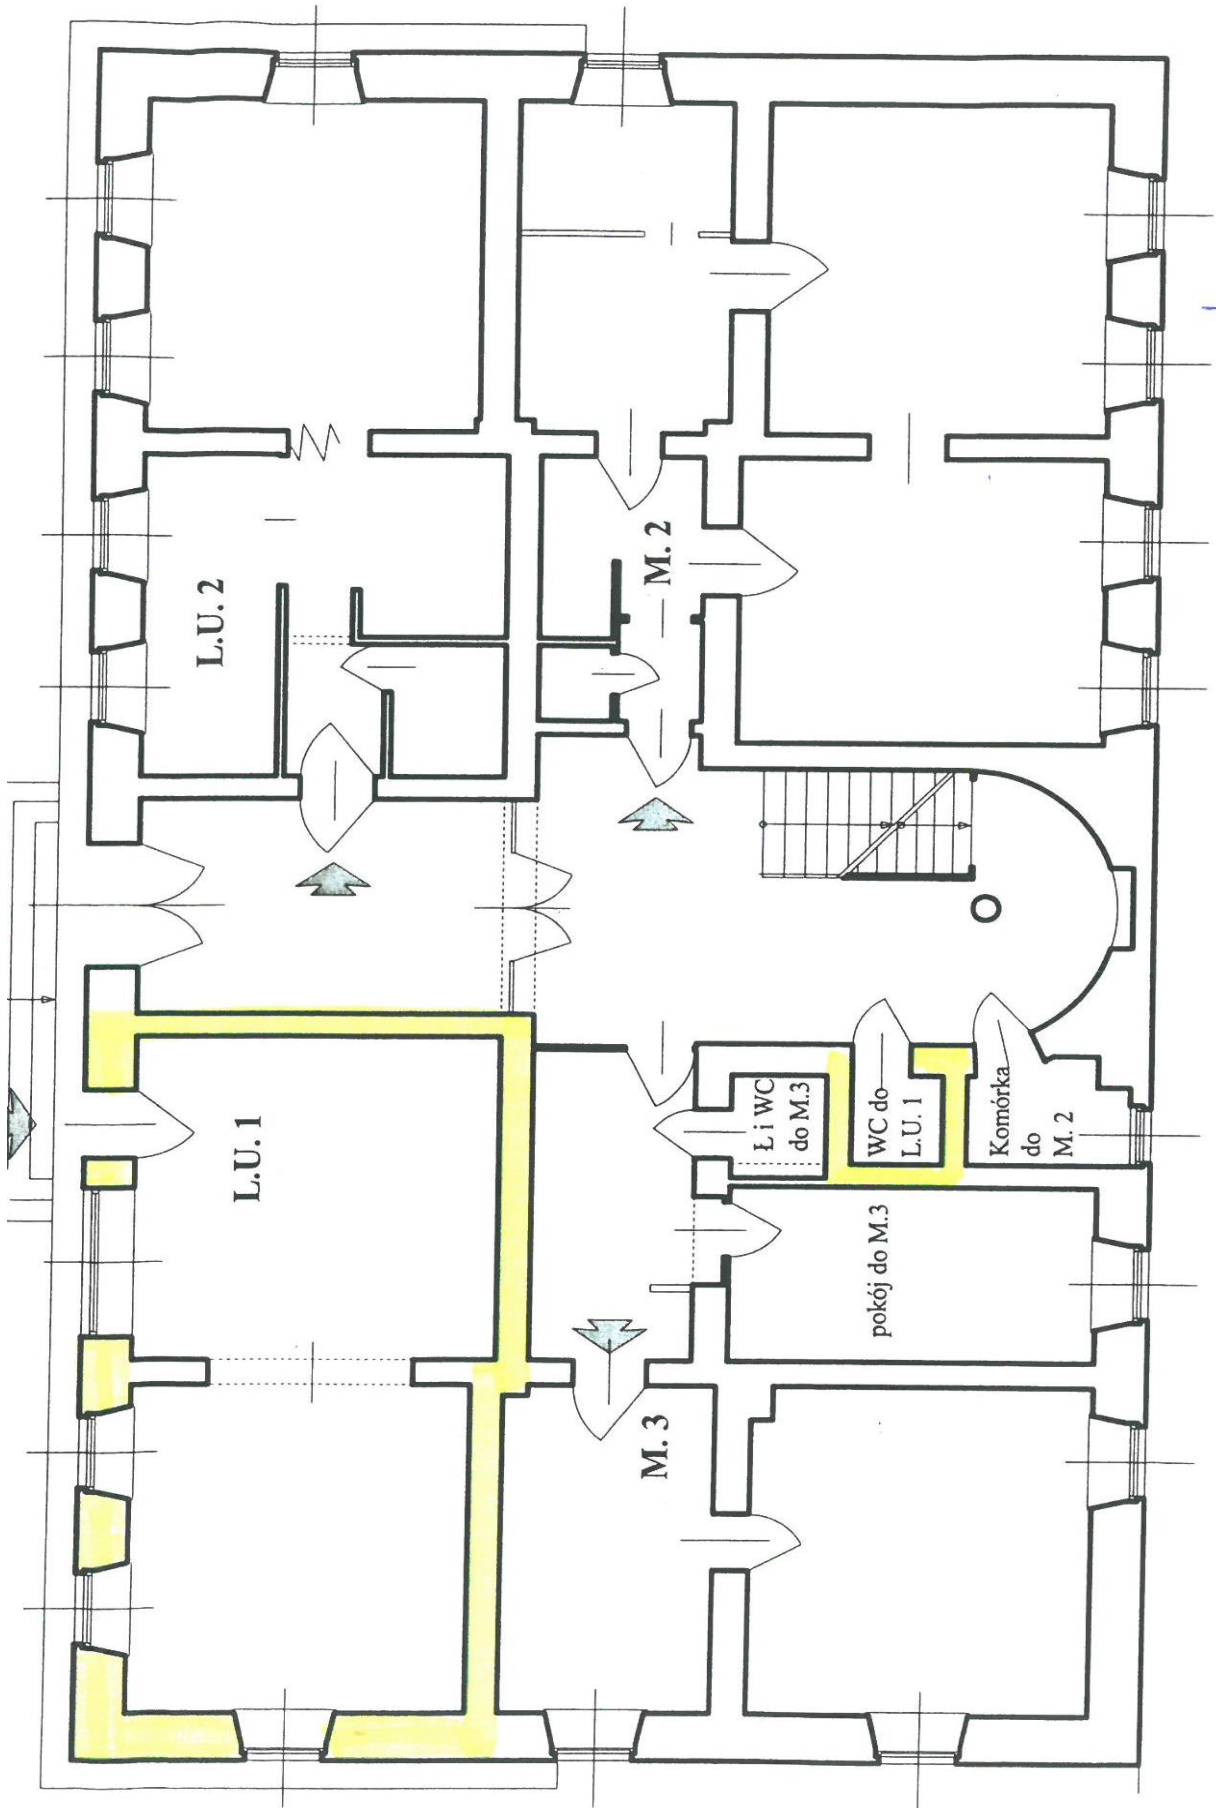 L.U. 2
M. 2
L.U. 1
Ł i WC
do M.3
WC do
L.U. 1
Komórka
do
M. 2
pokój do M.3
M. 3